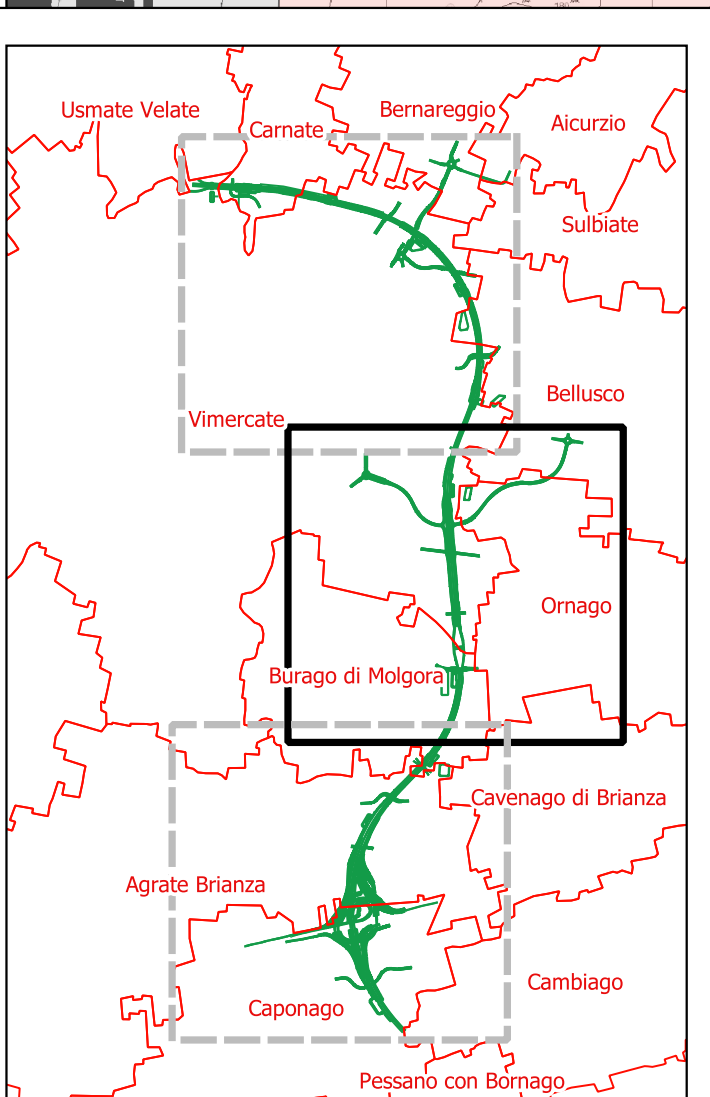 Usmate Velate
Carnate
Bernareggio
Aicurzio
Sulbiate
Bellusco
Vimercate
Ornago
Burago di Molgora
Cavenago di Brianza
Agrate Brianza
Cambiago
Caponago
Pessano con Bornago